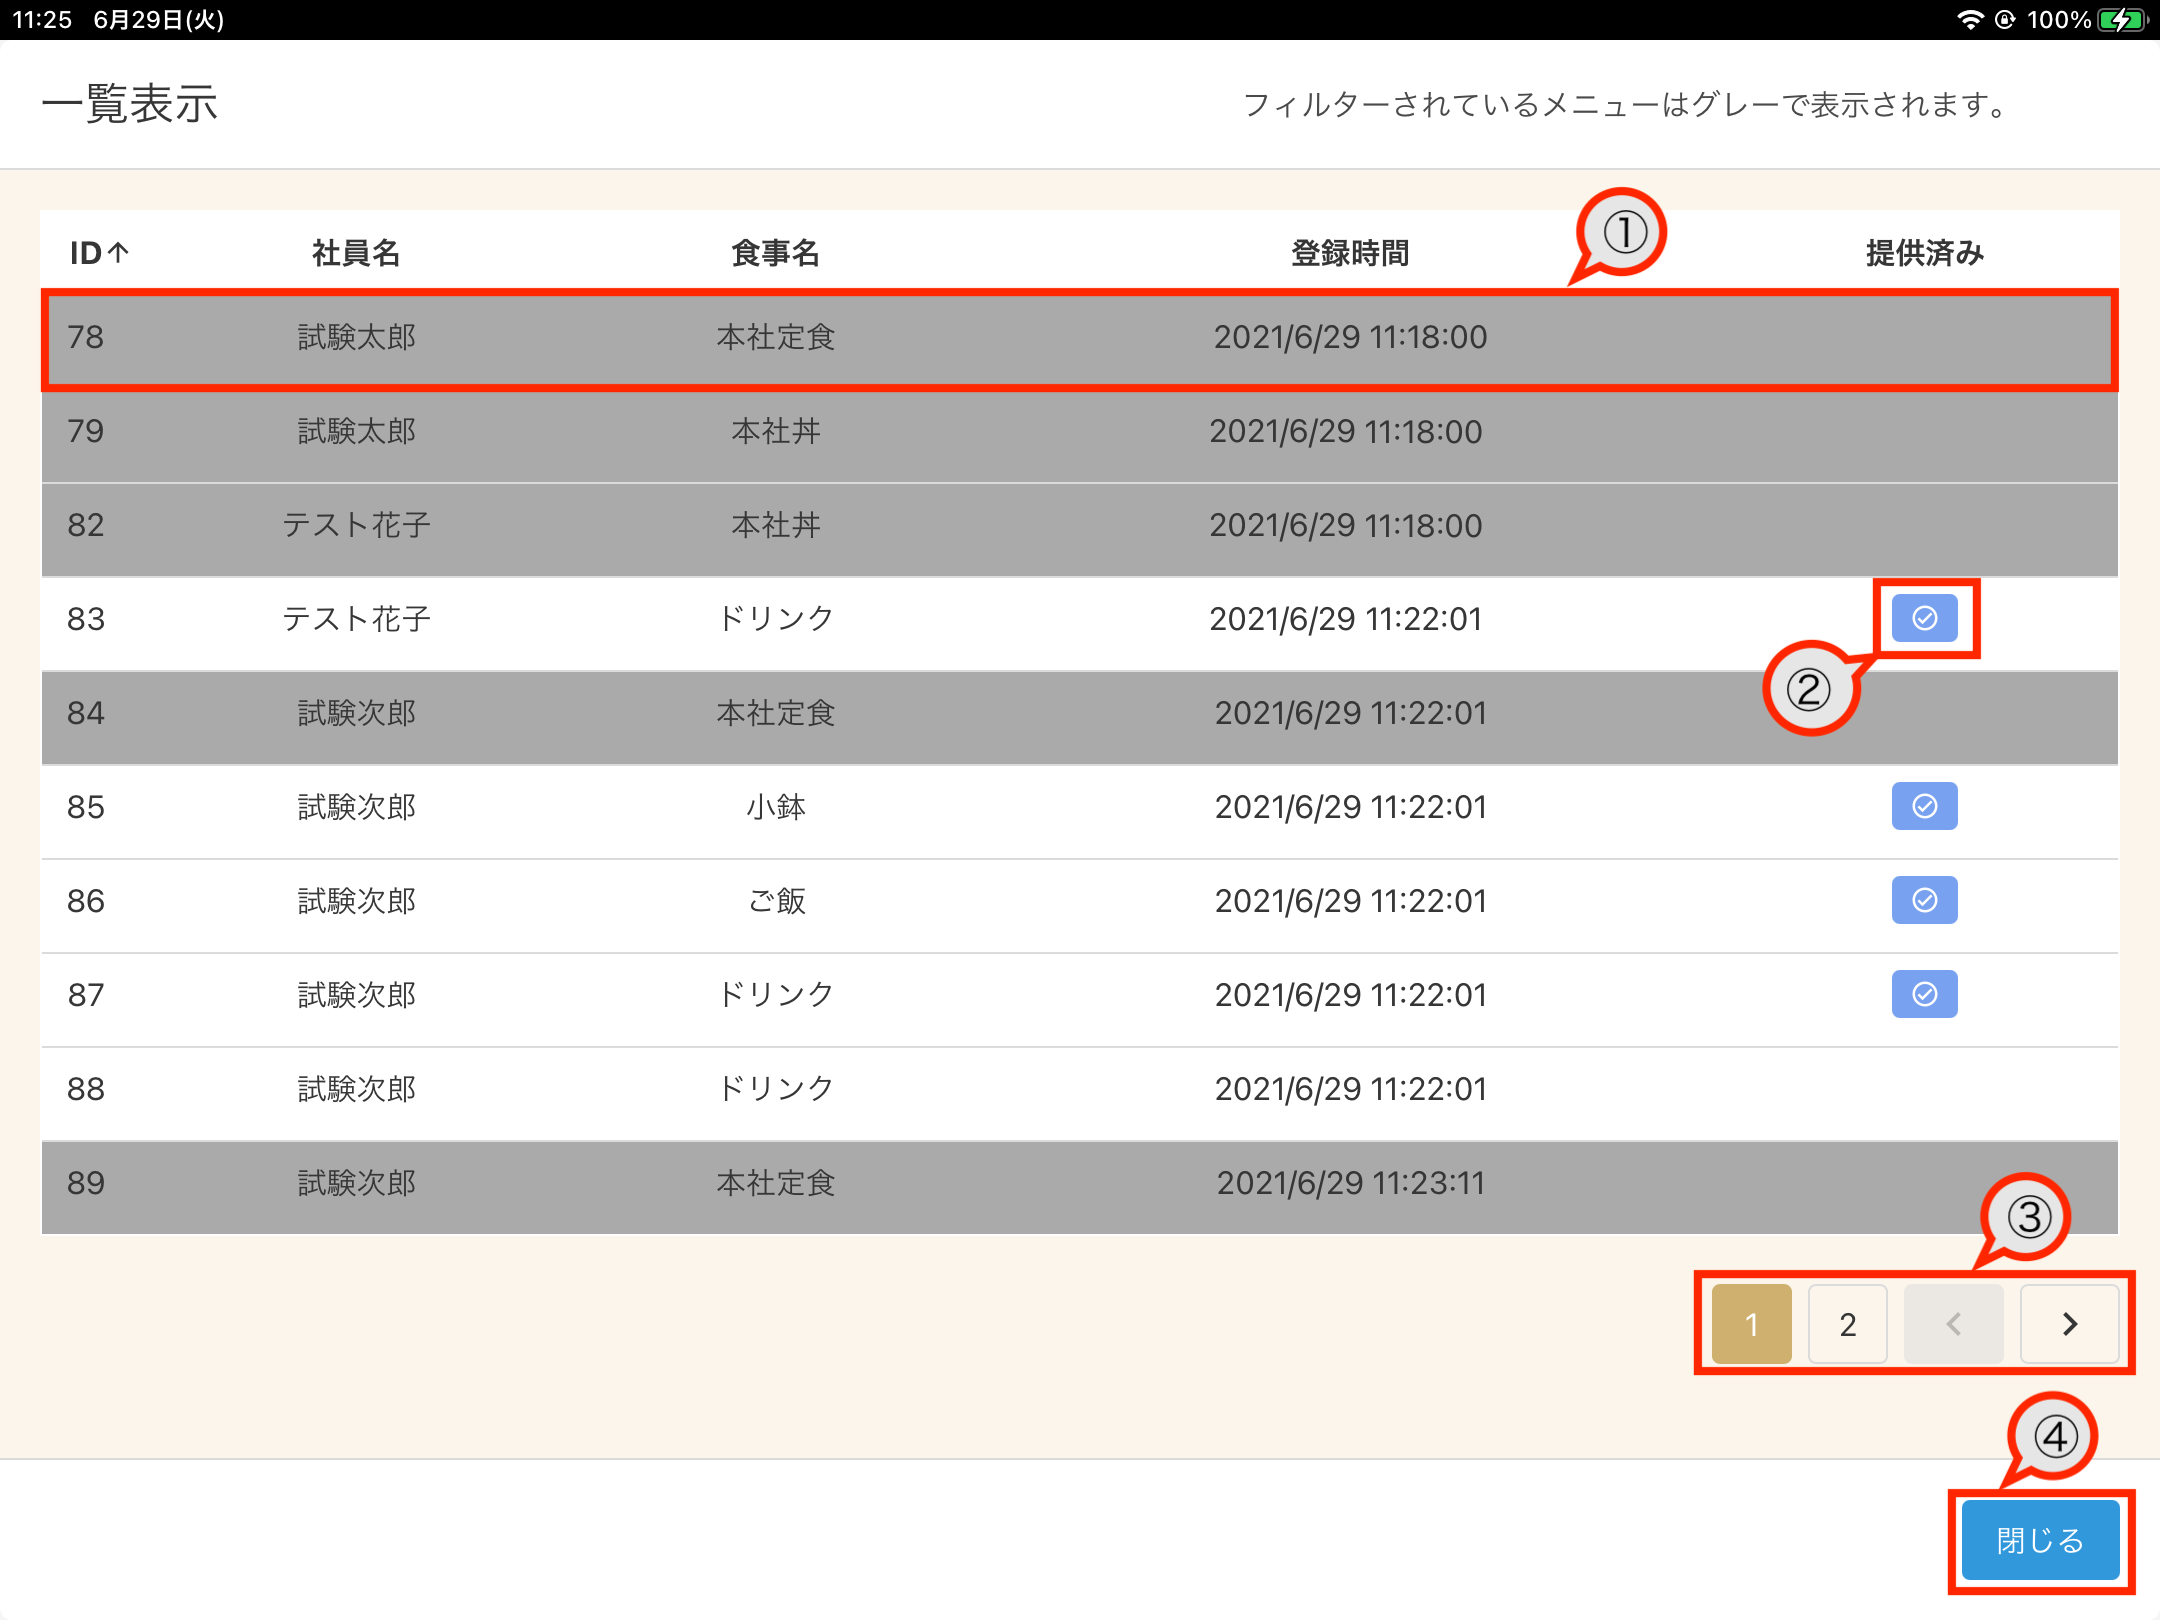 11:25 6月29日(火) 100%
一覧表示 フィルターされているメニューはグレーで表示されます。
①
ID↑ 社員名 食事名 登録時間 提供済み
78 試験太郎 本社定食 2021/6/29 11:18:00
79 試験太郎 本社丼 2021/6/29 11:18:00
82 テスト花子 本社丼 2021/6/29 11:18:00
83 テスト花子 ドリンク 2021/6/29 11:22:01
②
84 試験次郎 本社定食 2021/6/29 11:22:01
85 試験次郎 小鉢 2021/6/29 11:22:01
86 試験次郎 ご飯 2021/6/29 11:22:01
87 試験次郎 ドリンク 2021/6/29 11:22:01
88 試験次郎 ドリンク 2021/6/29 11:22:01
89 試験次郎 本社定食 2021/6/29 11:23:11
③
1 2 < >
④
閉じる